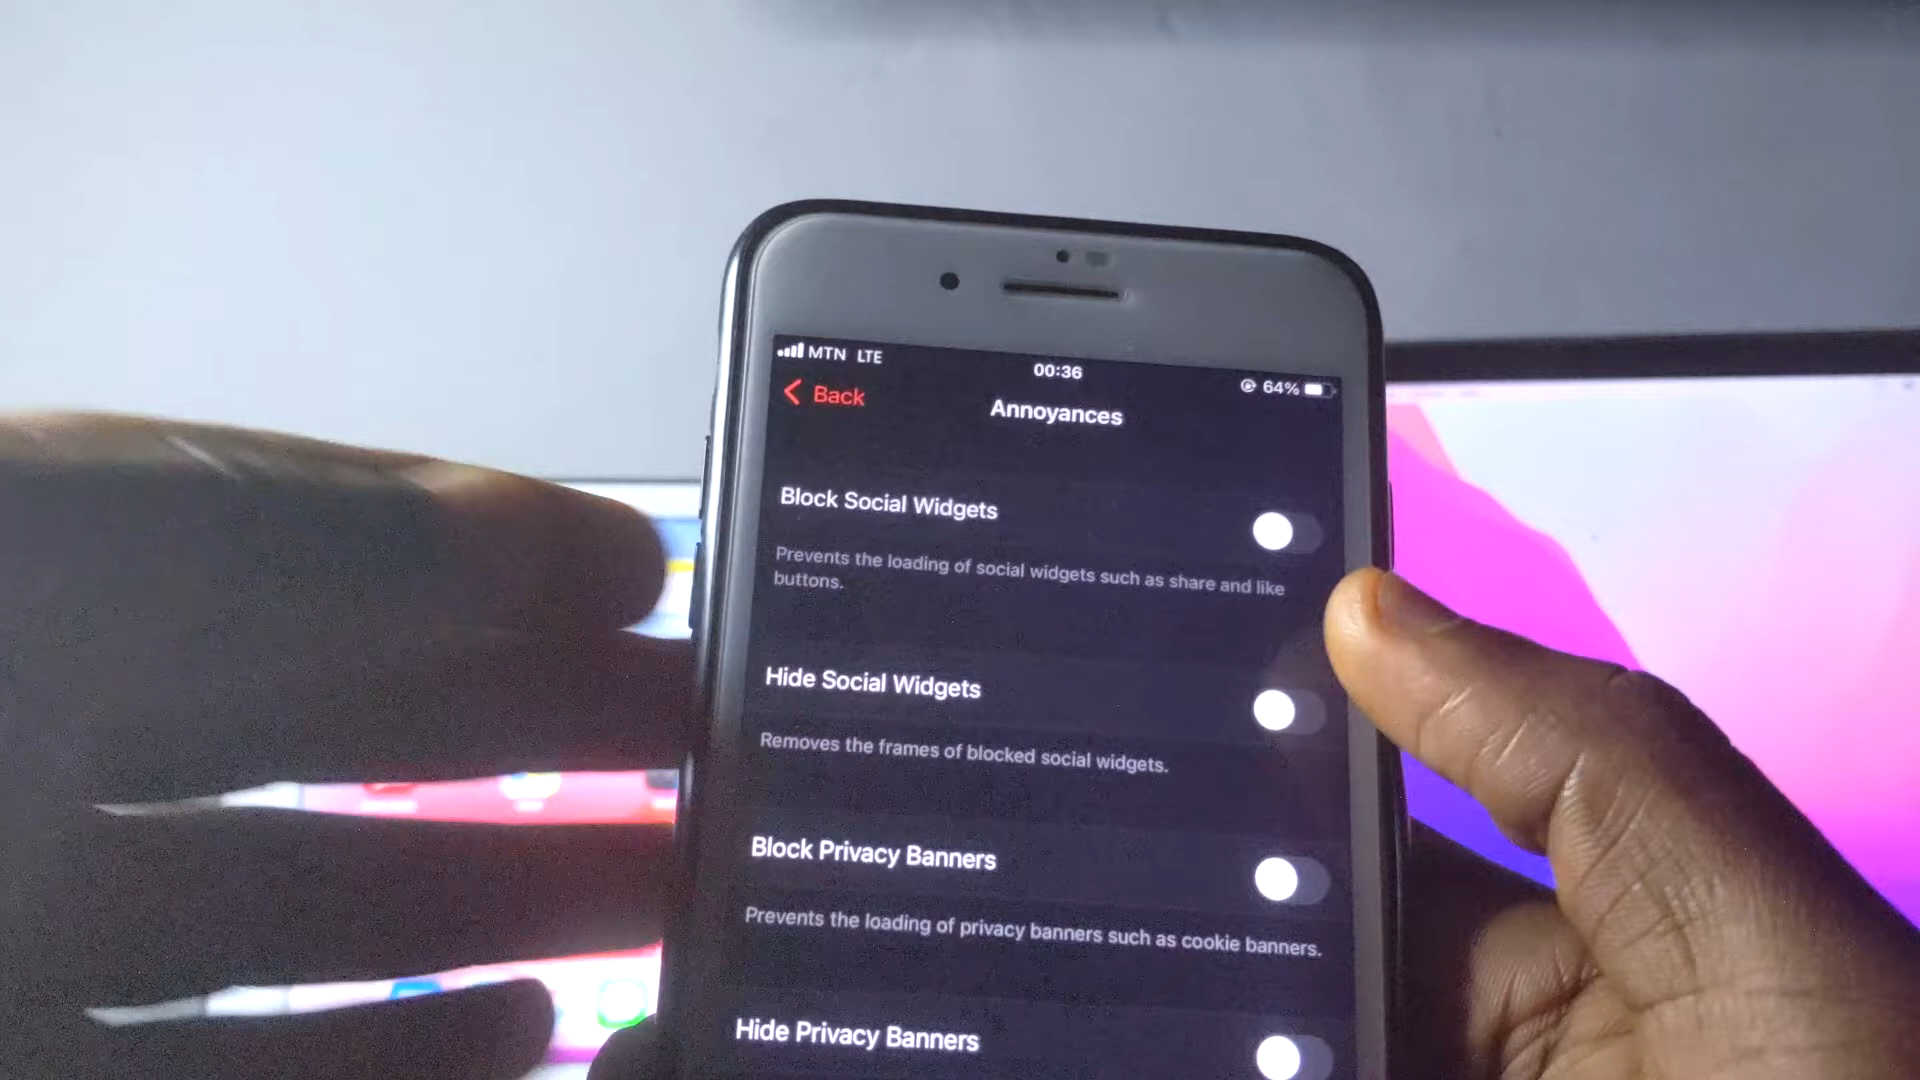 MTN LTE
00:36
64%
Back
Annoyances
Block Social Widgets
Prevents the loading of social widgets such as share and like
buttons.
Hide Social Widgets
Removes the frames of blocked social widgets.
Block Privacy Banners
Prevents the loading of privacy banners such as cookie banners.
Hide Privacy Banners